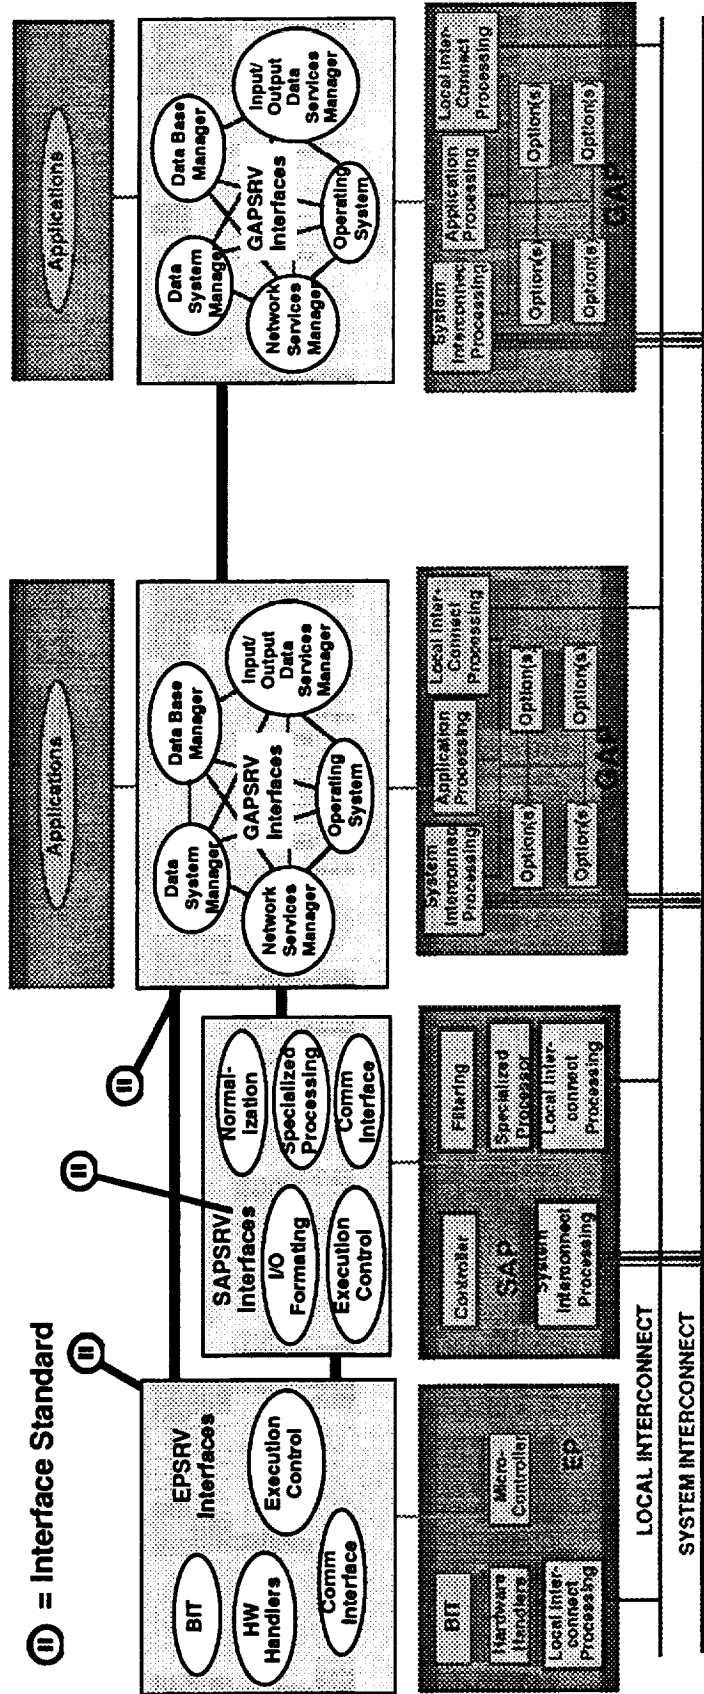 (II) = Interface Standard
II
II
II
EPSRV
Interfaces
BIT
HW
Handlers
Execution
Control
Comm
Interface
SAPSRV
Interfaces
Normal-
ization
I/O
Formating
Specialized
Processing
Execution
Control
Comm
Interface
Applications
Data
System
Manager
Data Base
Manager
GAPSRV
Interfaces
Input/
Output
Data
Services
Manager
Network
Services
Manager
Operating
System
Applications
Data
System
Manager
Data Base
Manager
GAPSRV
Interfaces
Input/
Output
Data
Services
Manager
Network
Services
Manager
Operating
System
BIT
Hardware
Handlers
Micro-
Controller
Local Inter-
connect
Processing
EP
Controller
Filtering
SAP
Specialized
Processor
System
Interconnect
Processing
Local Inter-
connect
Processing
System
Interconnect
Processing
Application
Processing
Local Inter-
Connect
Processing
Option(s)
Option(s)
Option(s)
Option(s)
GAP
System
Interconnec
Processing
Application
Processing
Local Inter-
Connect
Processing
Option(s)
Option(s)
Option(s)
Option(s)
GAP
LOCAL INTERCONNECT
SYSTEM INTERCONNECT